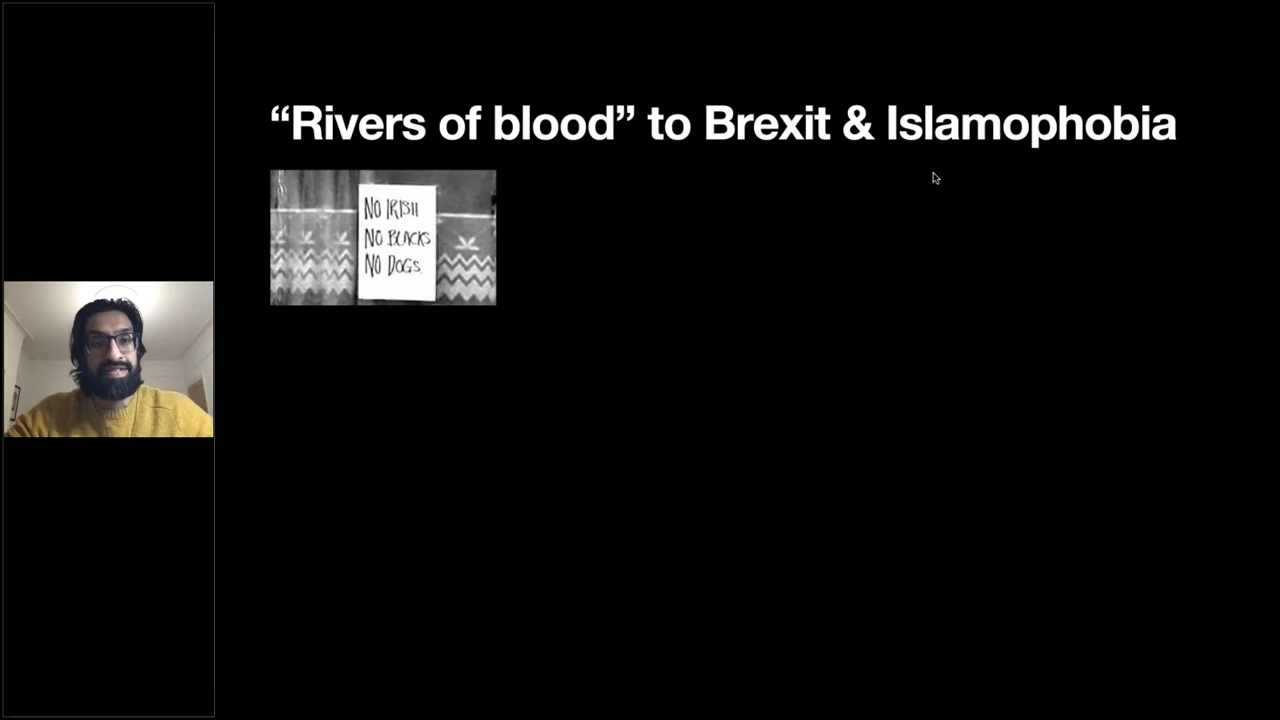 “Rivers of blood” to Brexit & Islamophobia
NO IRISH
NO BLACKS
NO DOGS.